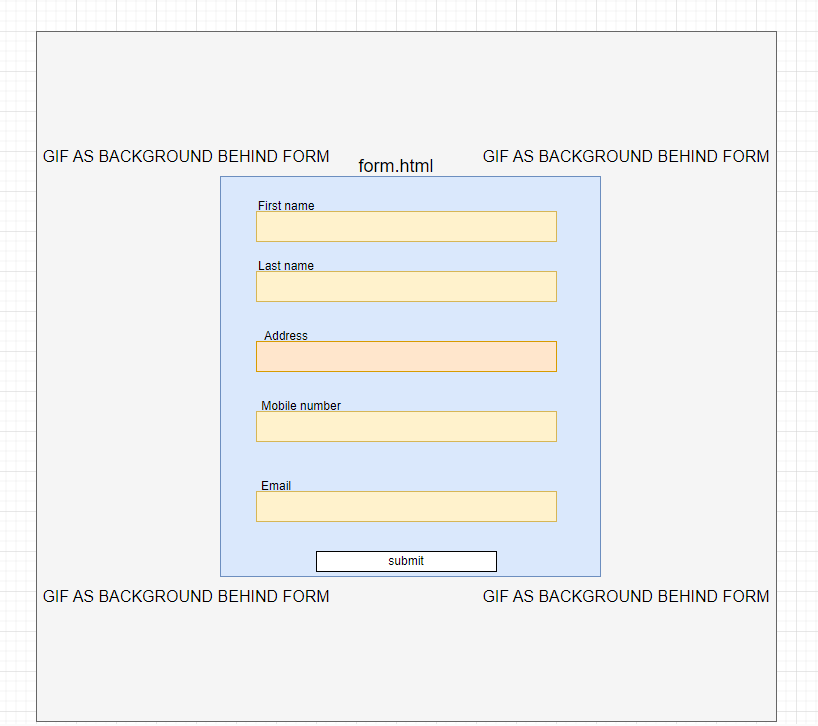 GIF AS BACKGROUND BEHIND FORM
GIF AS BACKGROUND BEHIND FORM
form.html
First name
Last name
Address
Mobile number
Email
submit
GIF AS BACKGROUND BEHIND FORM
GIF AS BACKGROUND BEHIND FORM